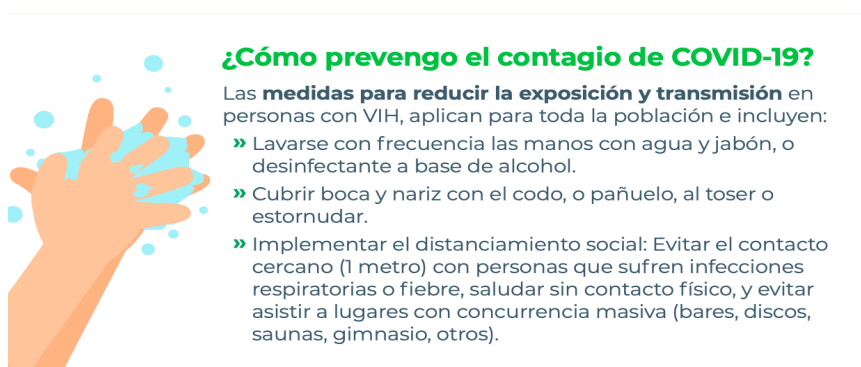 ¿Cómo prevengo el contagio de COVID-19?
Las medidas para reducir la exposición y transmisión en
personas con VIH, aplican para toda la población e incluyen:
» Lavarse con frecuencia las manos con agua y jabón, o
desinfectante a base de alcohol.
» Cubrir boca y nariz con el codo, o pañuelo, al toser o
estornudar.
» Implementar el distanciamiento social: Evitar el contacto
cercano (1 metro) con personas que sufren infecciones
respiratorias o fiebre, saludar sin contacto físico, y evitar
asistir a lugares con concurrencia masiva (bares, discos,
saunas, gimnasio, otros).